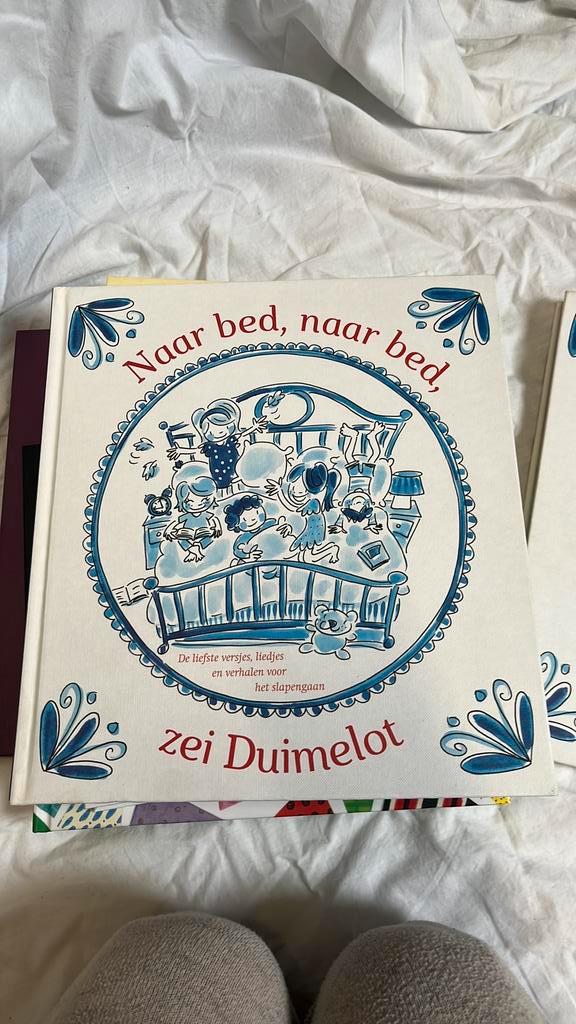 Naar bed, naar bed,
De liefste versjes, liedjes
en verhalen voor
het slapengaan
zei Duimelot